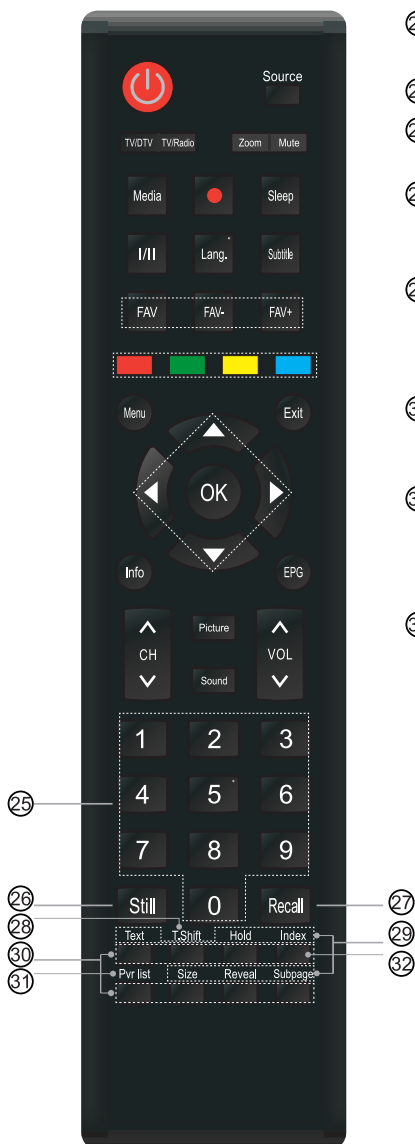 Source
TV/DTV TV/Radio Zoom Mute
Media Sleep
I/II Lang. Subtitle
FAV FAV- FAV+
Menu Exit
OK
Info EPG
CH Picture VOL
Sound
1 2 3
25 4 5 6
7 8 9
26 Still 0 Recall 27
28 Text T.Shift Hold Index 29
30 32
31 Pvr list Size Reveal Subpage